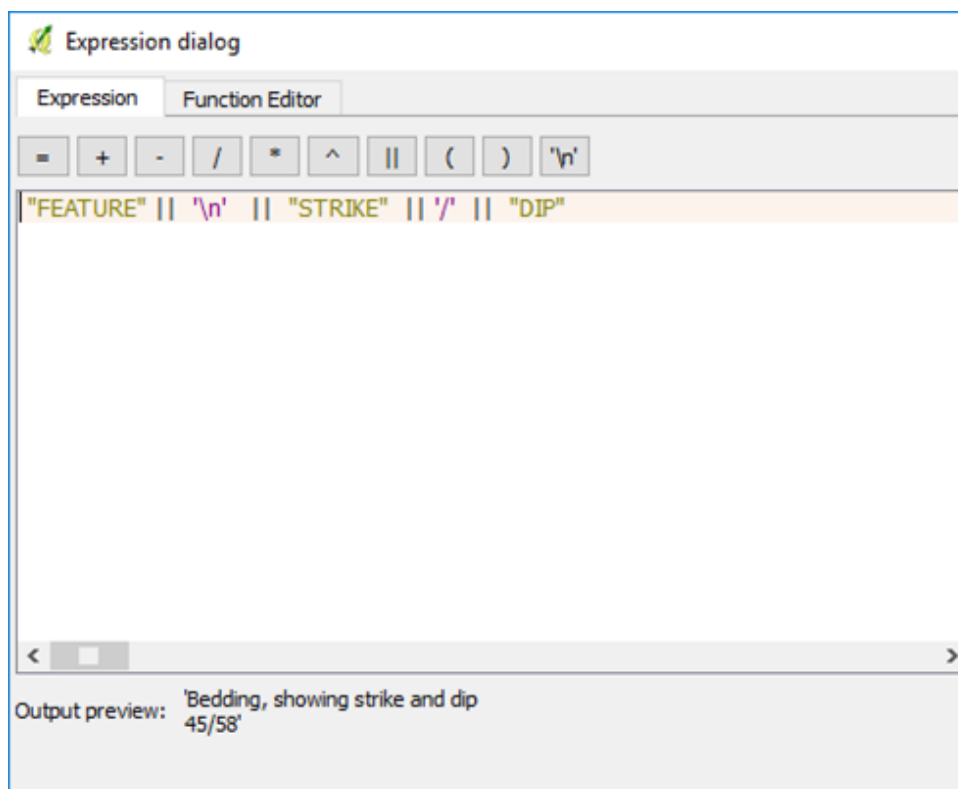 Expression dialog
Expression Function Editor
= + - / * ^ || ( ) '\n'
"FEATURE" || '\n' || "STRIKE" || '/' || "DIP"
Output preview: 'Bedding, showing strike and dip
45/58'